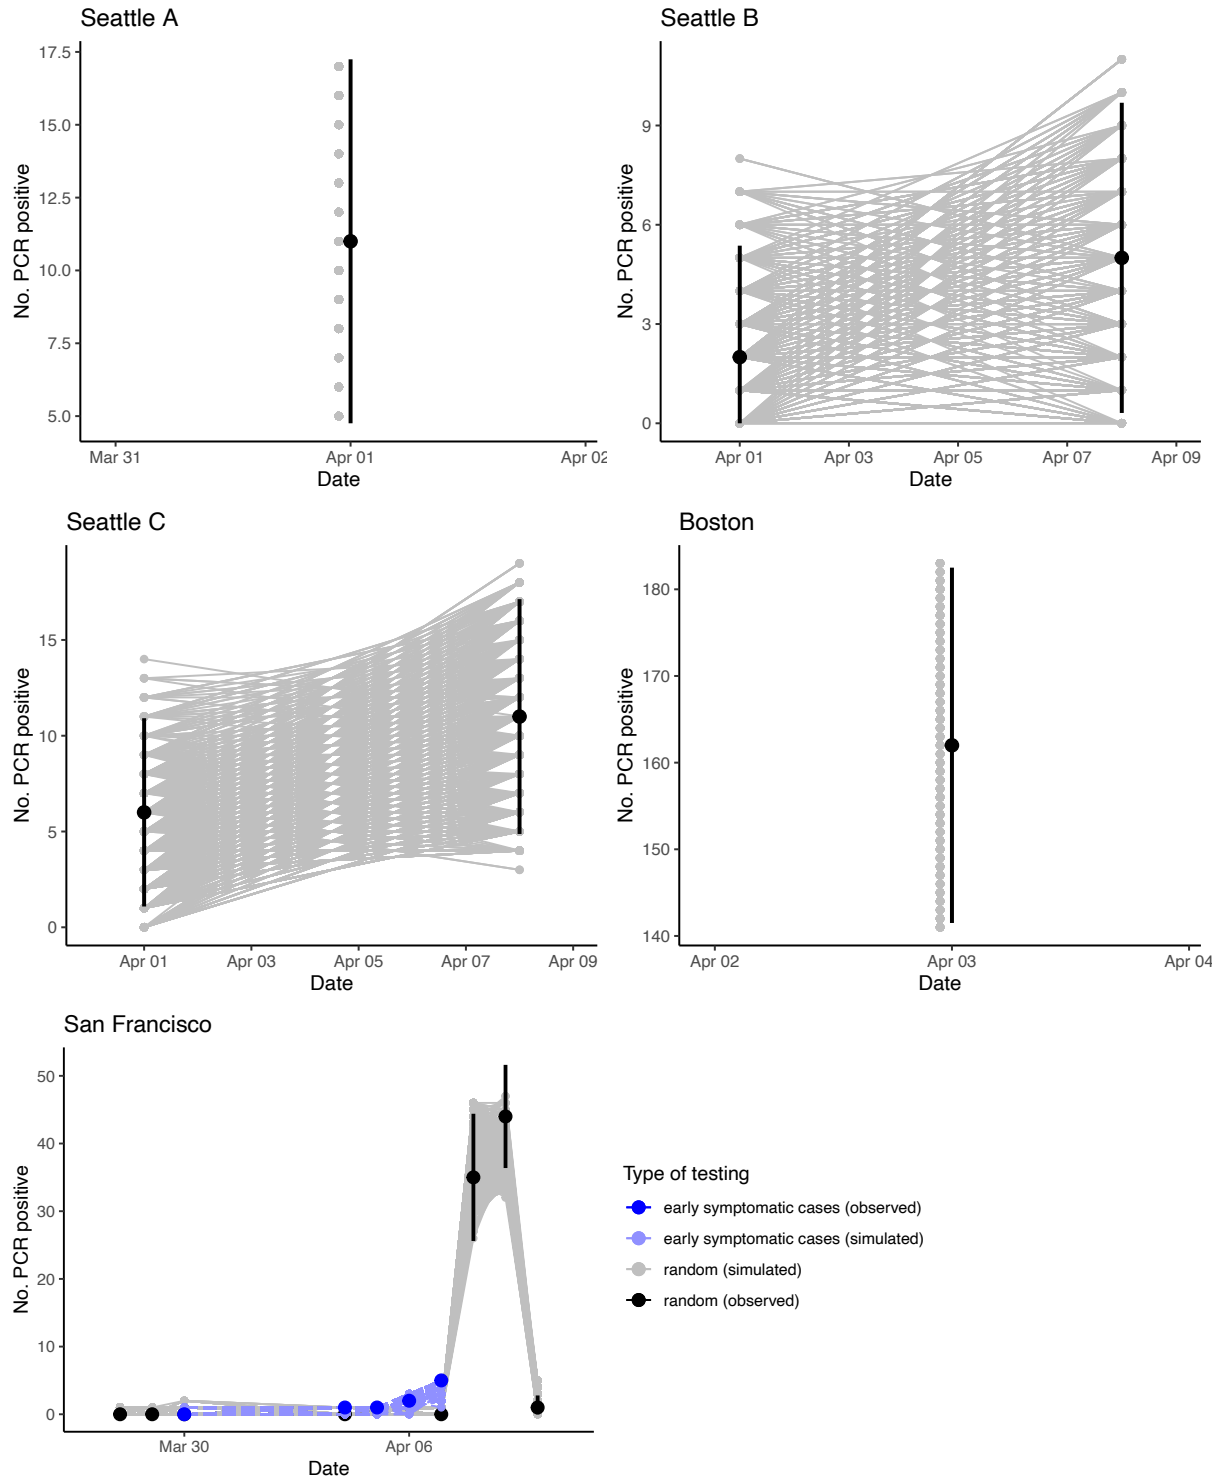 Seattle A
No. PCR positive
17.5
15.0
12.5
10.0
7.5
5.0
Mar 31
Apr 01
Apr 02
Date
Seattle B
No. PCR positive
9
6
3
0
Apr 01
Apr 03
Apr 05
Apr 07
Apr 09
Date
Seattle C
No. PCR positive
15
10
5
0
Apr 01
Apr 03
Apr 05
Apr 07
Apr 09
Date
Boston
No. PCR positive
180
170
160
150
140
Apr 02
Apr 03
Apr 04
Date
San Francisco
No. PCR positive
50
40
30
20
10
0
Mar 30
Apr 06
Date
Type of testing
early symptomatic cases (observed)
early symptomatic cases (simulated)
random (simulated)
random (observed)